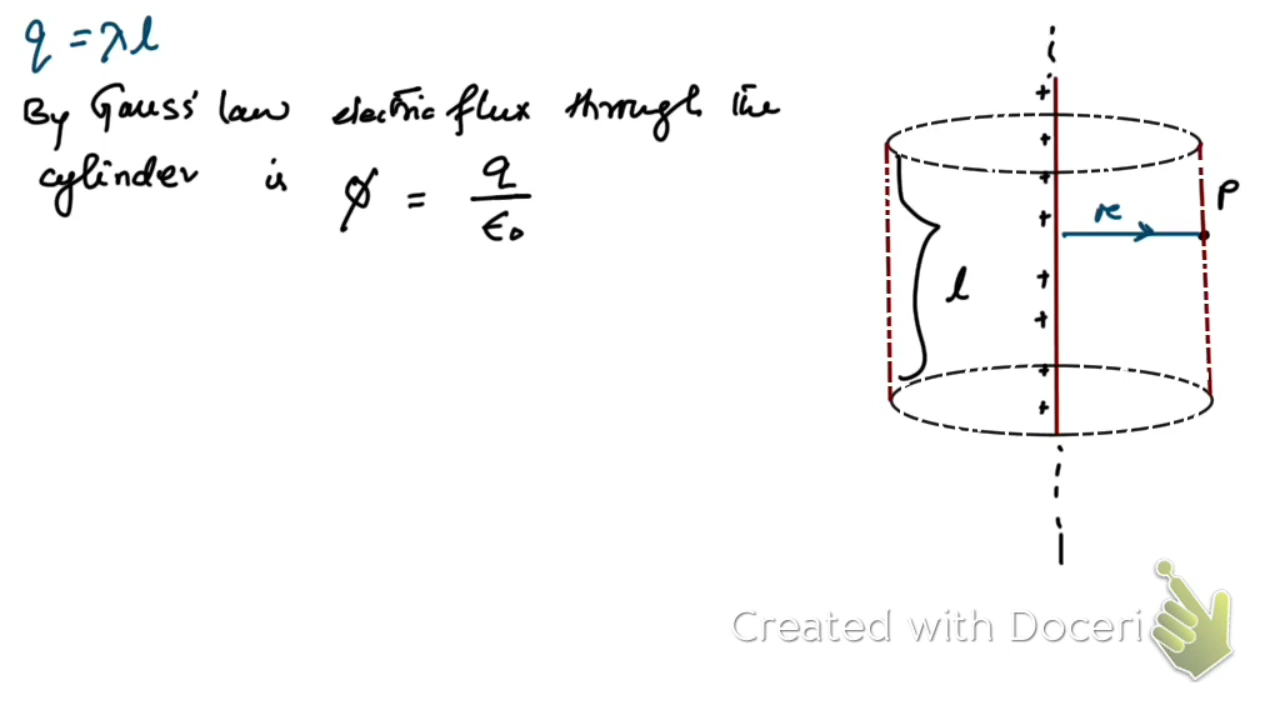 q = λl
By Gauss' law electric flux through the
cylinder is ϕ = q/ε₀
P
r
l
Created with Doceri